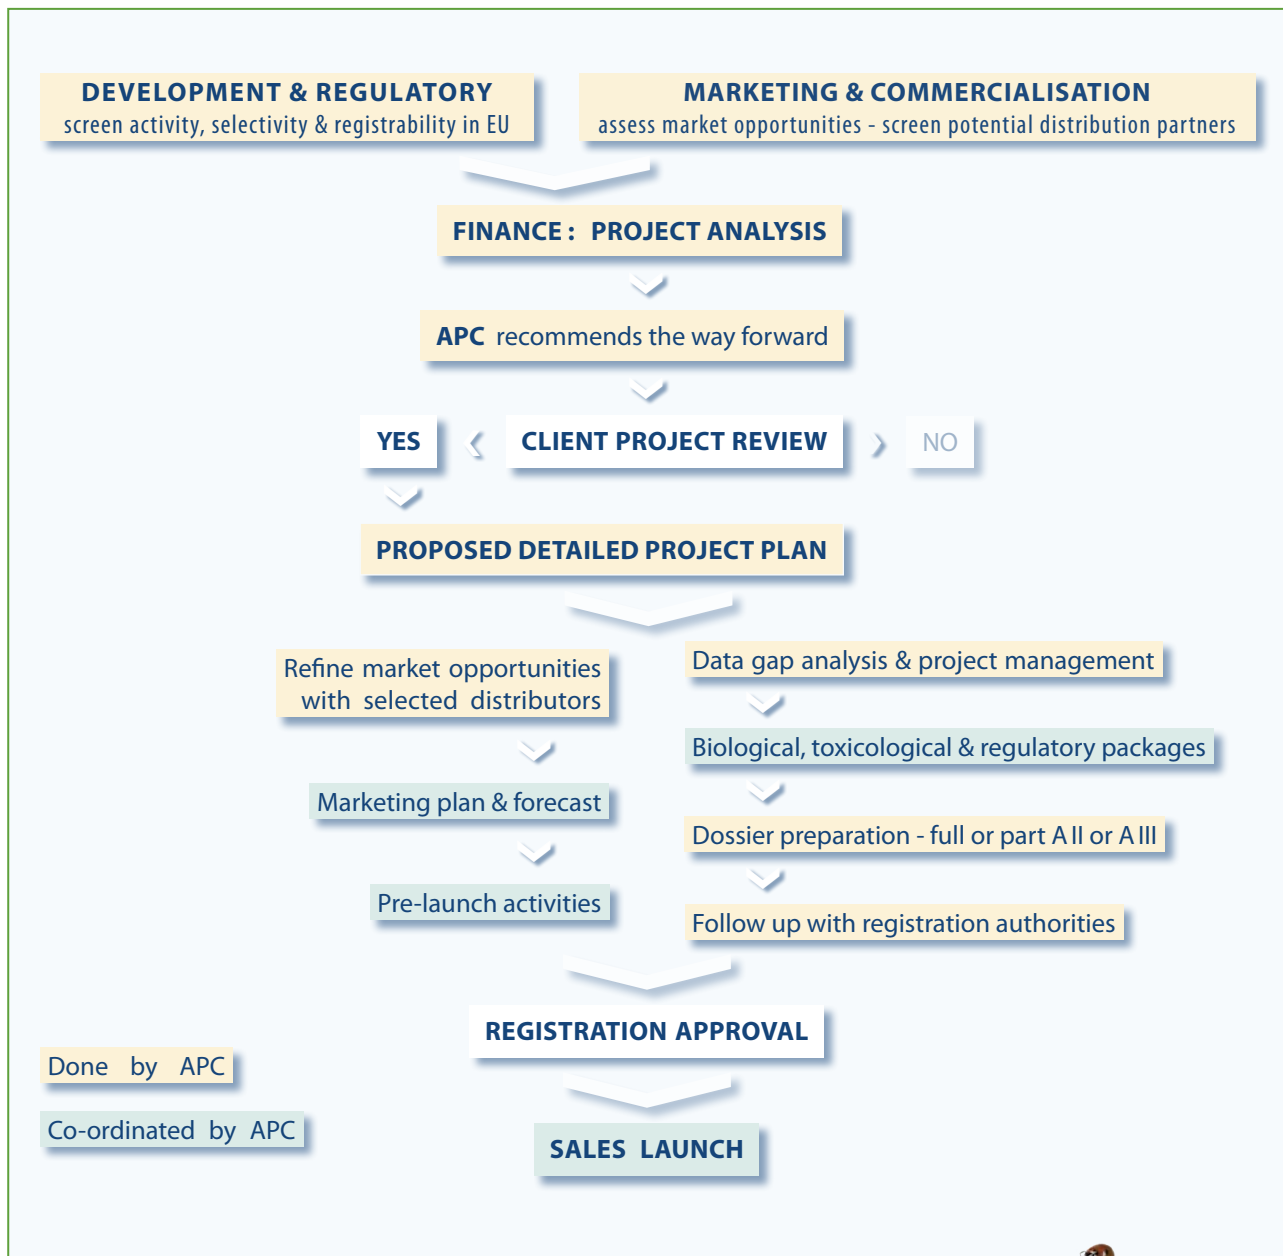 DEVELOPMENT & REGULATORY
screen activity, selectivity & registrability in EU
MARKETING & COMMERCIALISATION
assess market opportunities - screen potential distribution partners
FINANCE : PROJECT ANALYSIS
APC recommends the way forward
YES
CLIENT PROJECT REVIEW
NO
PROPOSED DETAILED PROJECT PLAN
Refine market opportunities
with selected distributors
Marketing plan & forecast
Pre-launch activities
Data gap analysis & project management
Biological, toxicological & regulatory packages
Dossier preparation - full or part A II or A III
Follow up with registration authorities
REGISTRATION APPROVAL
SALES LAUNCH
Done by APC
Co-ordinated by APC